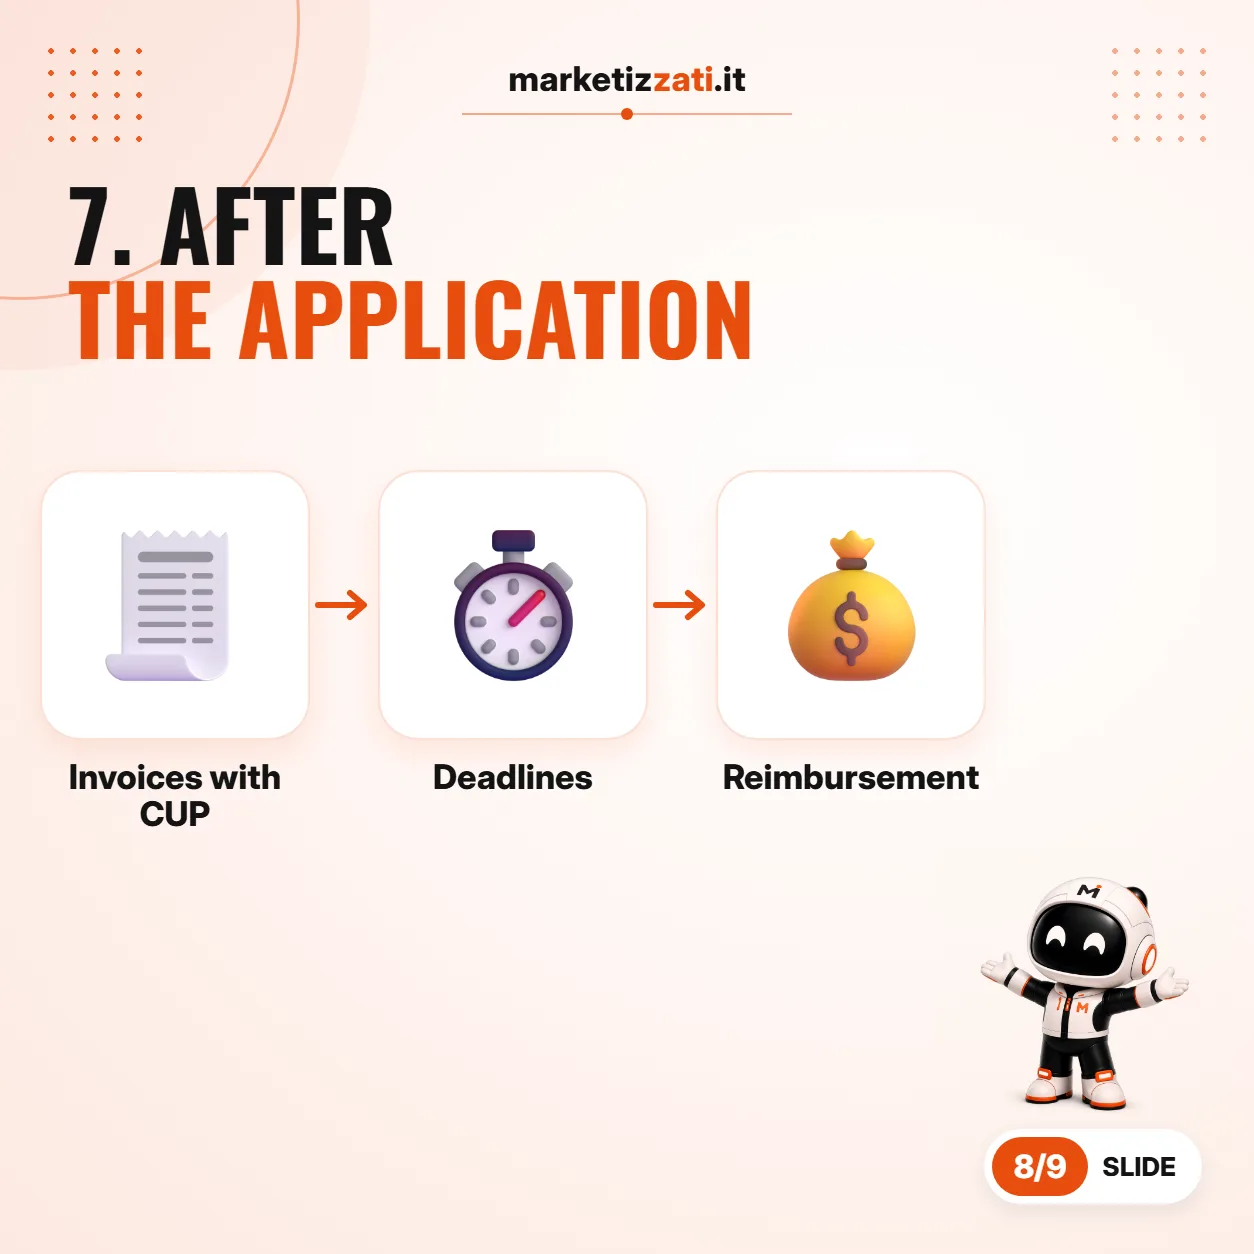 marketizzati.it
7. AFTER
THE APPLICATION
$
Invoices with
CUP
Deadlines
Reimbursement
8/9 SLIDE